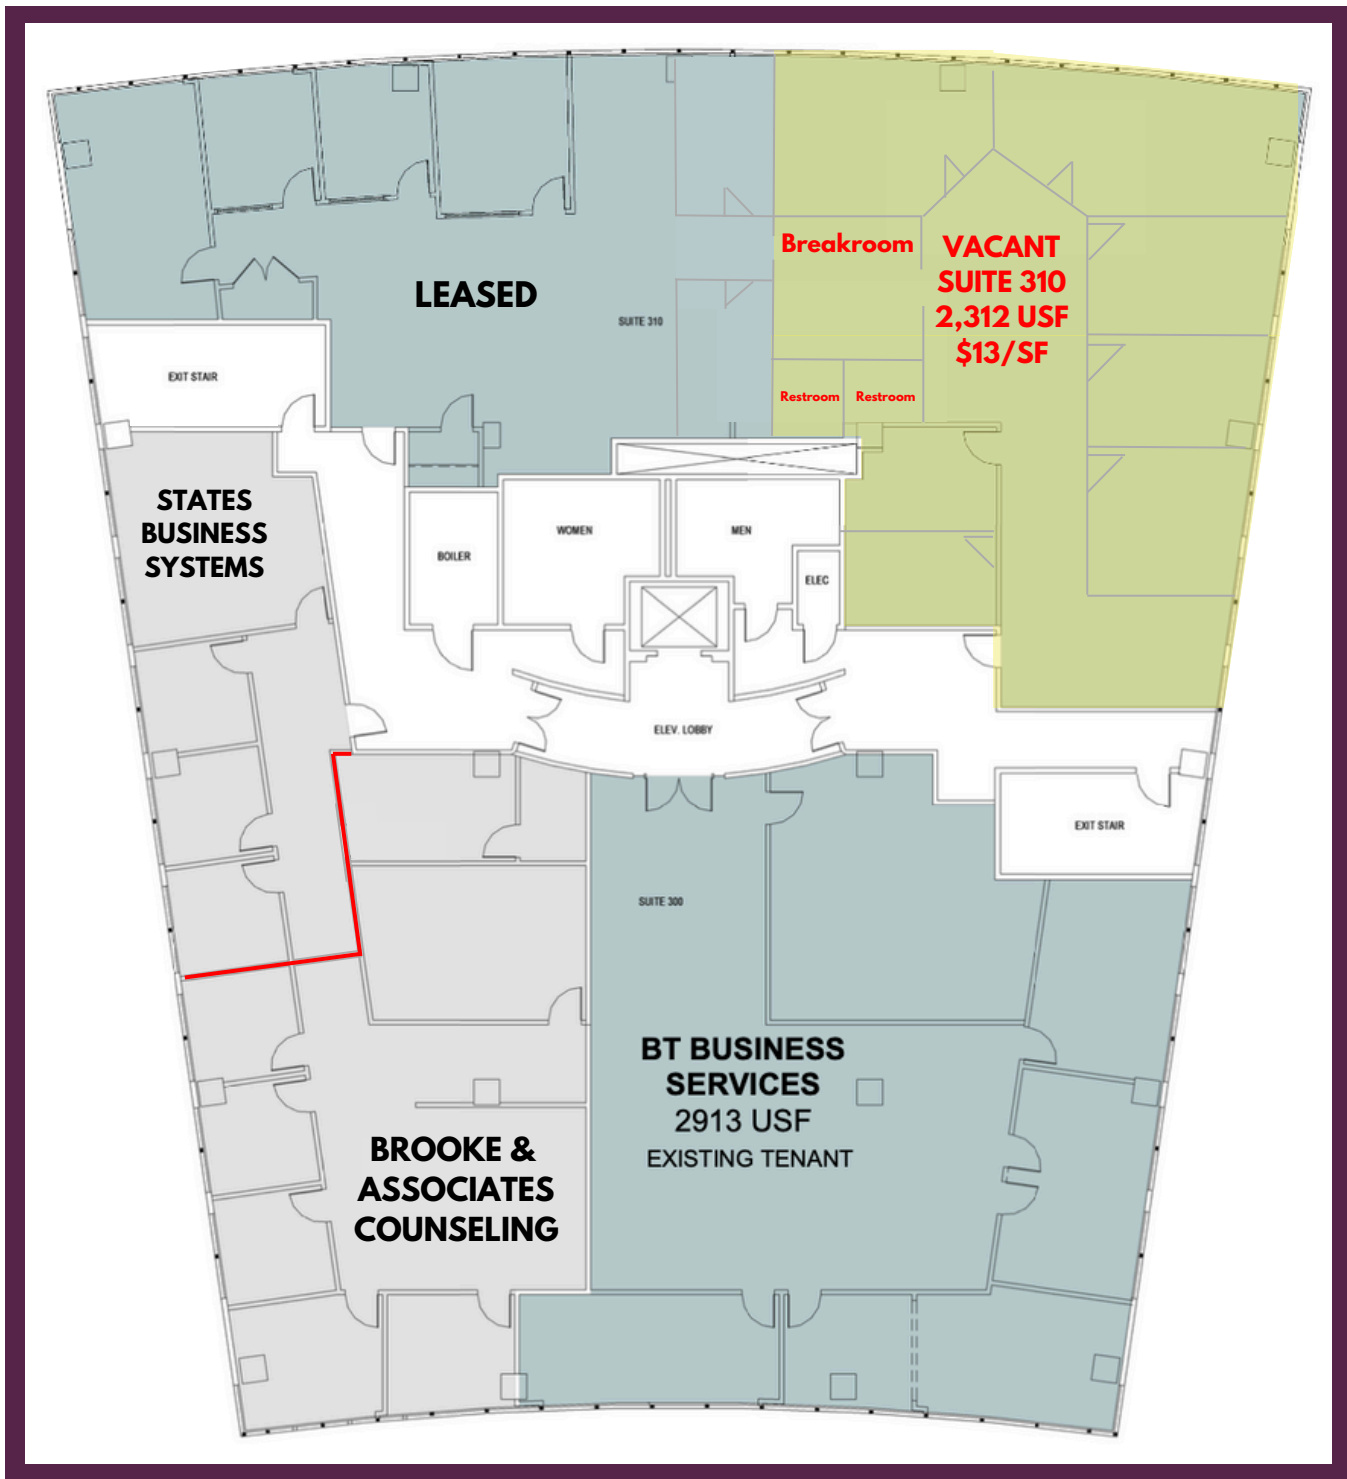 Breakroom
VACANT
SUITE 310
2,312 USF
$13/SF
LEASED
SUITE 310
EXIT STAIR
Restroom
Restroom
STATES
BUSINESS
SYSTEMS
BOILER
WOMEN
MEN
ELEC
ELEV. LOBBY
EXIT STAIR
SUITE 300
BT BUSINESS
SERVICES
2913 USF
EXISTING TENANT
BROOKE &
ASSOCIATES
COUNSELING